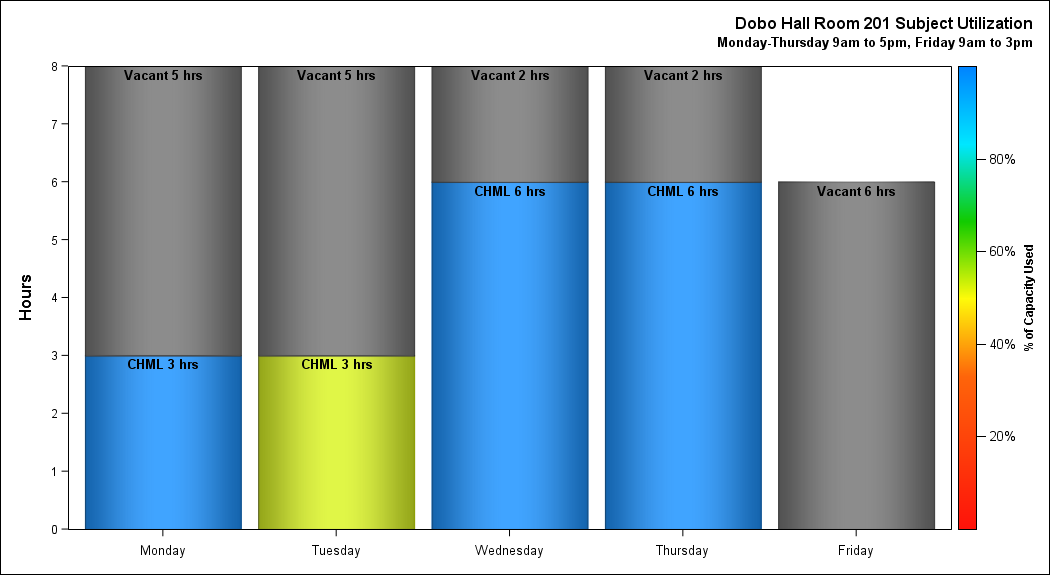 Dobo Hall Room 201 Subject Utilization
Monday-Thursday 9am to 5pm, Friday 9am to 3pm
8
7
6
5
4
3
2
1
0
Hours
Vacant 5 hrs
Vacant 5 hrs
Vacant 2 hrs
Vacant 2 hrs
CHML 6 hrs
CHML 6 hrs
Vacant 6 hrs
CHML 3 hrs
CHML 3 hrs
Monday
Tuesday
Wednesday
Thursday
Friday
80%
60%
40%
20%
% of Capacity Used